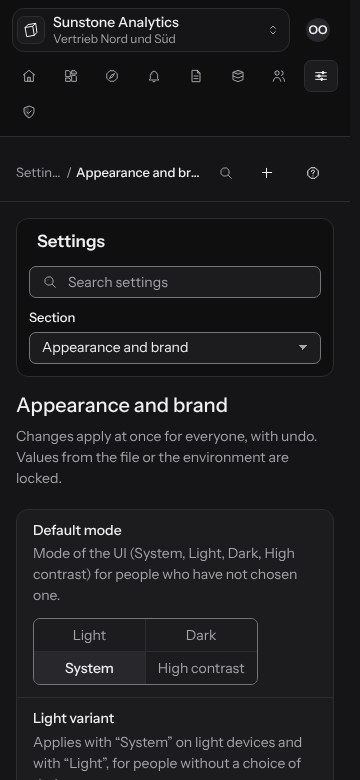 Sunstone Analytics
Vertrieb Nord und Süd
OO
Settin... / Appearance and br...
Settings
Search settings
Section
Appearance and brand
Appearance and brand
Changes apply at once for everyone, with undo.
Values from the file or the environment are
locked.
Default mode
Mode of the UI (System, Light, Dark, High
contrast) for people who have not chosen
one.
Light
Dark
System
High contrast
Light variant
Applies with “System” on light devices and
with “Light”, for people without a choice of